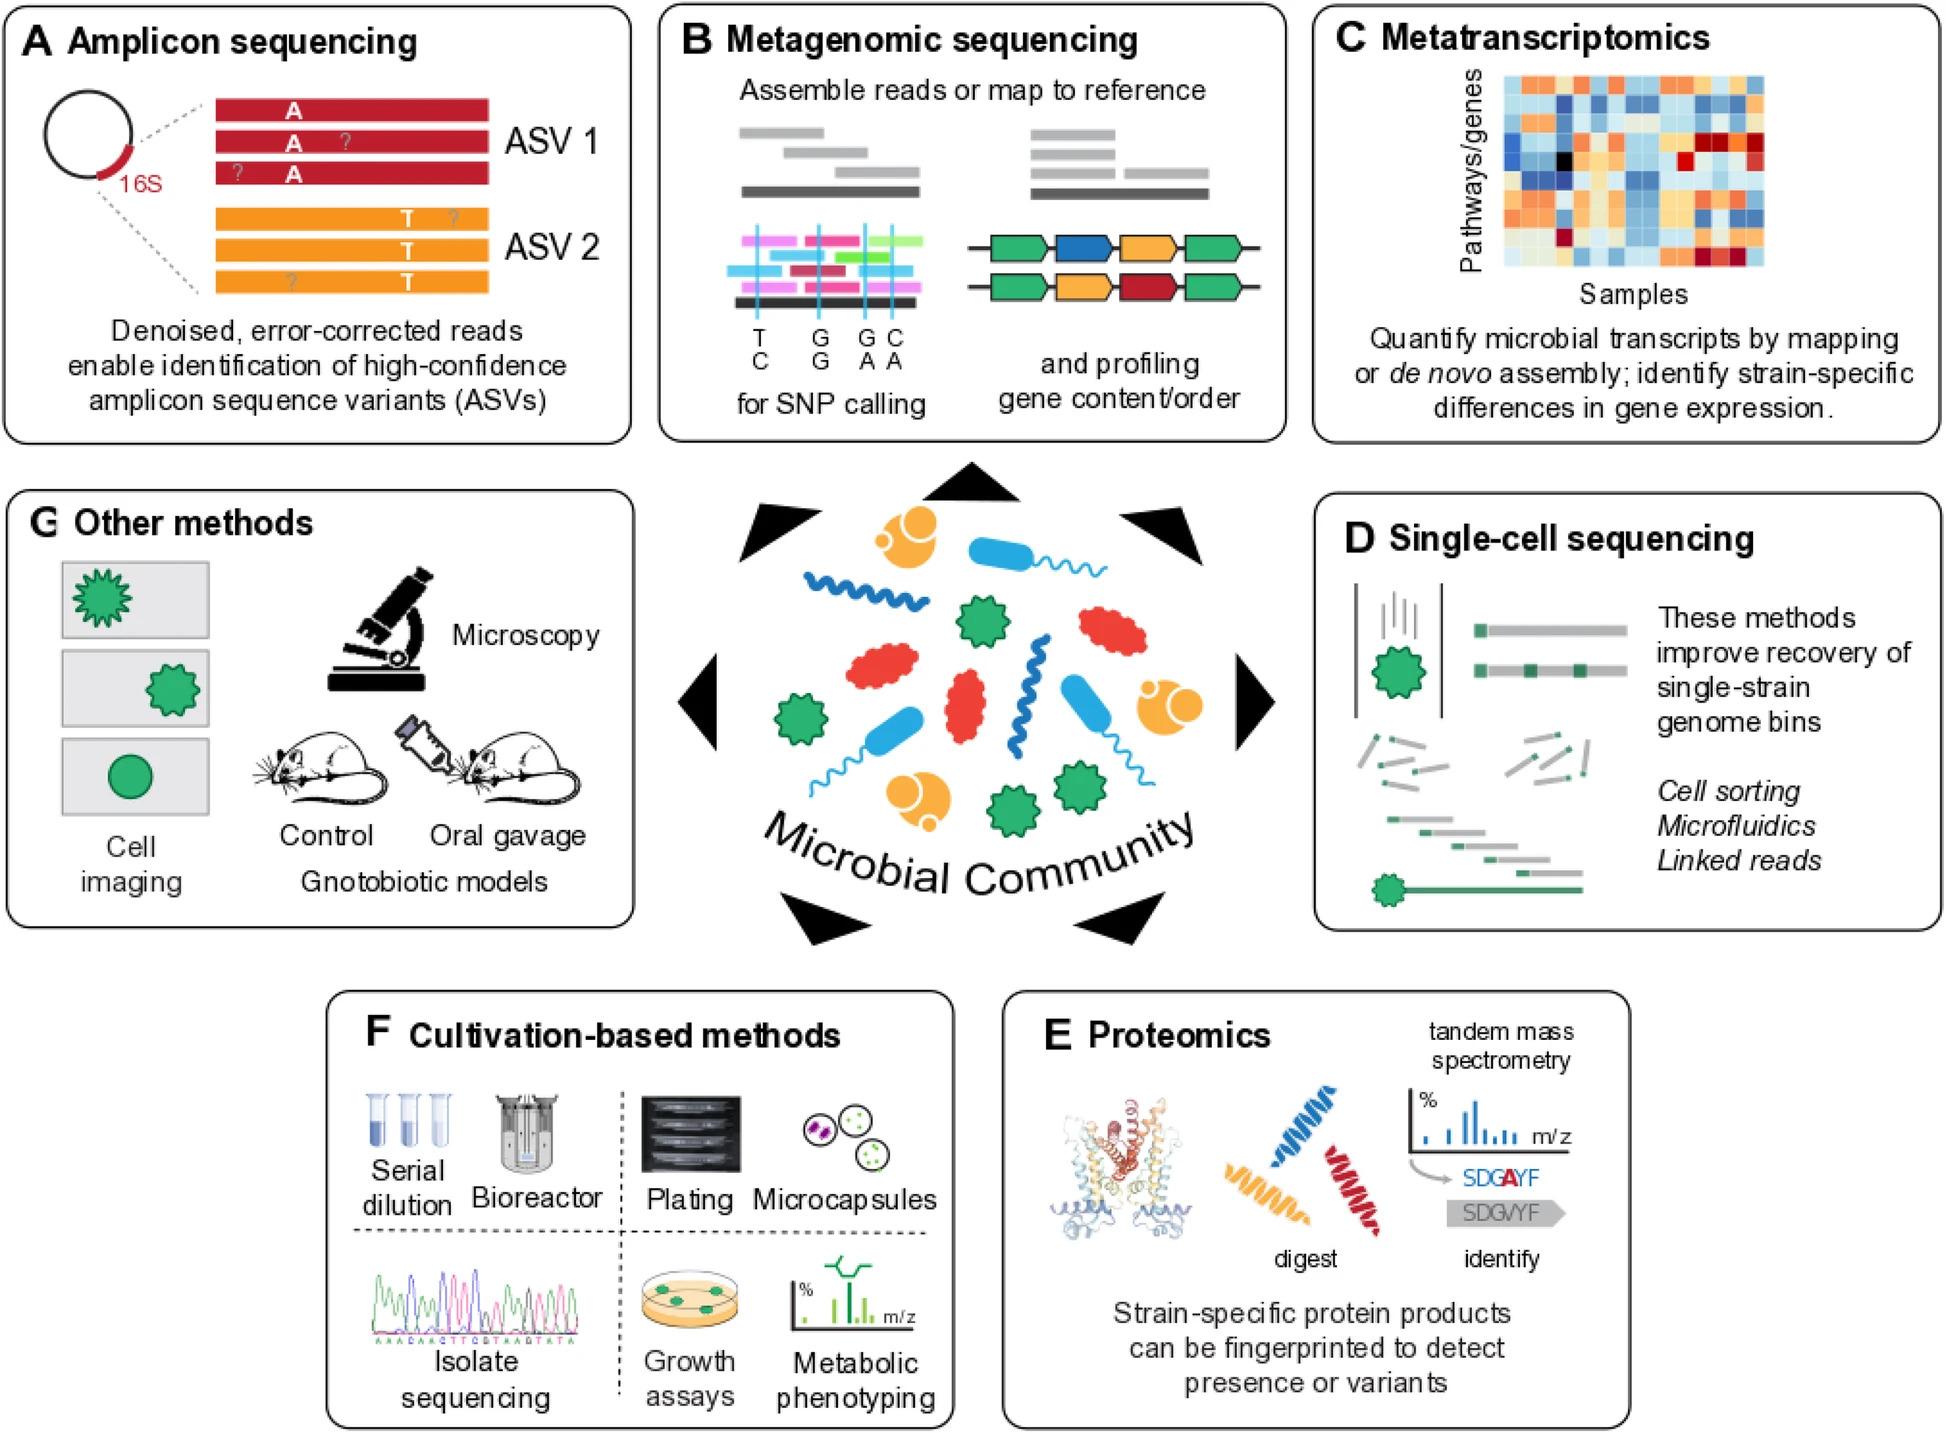 A Amplicon sequencing
A
A ?
? A
ASV 1
16S
T ?
T
? T
ASV 2
Denoised, error-corrected reads
enable identification of high-confidence
amplicon sequence variants (ASVs)
B Metagenomic sequencing
Assemble reads or map to reference
T G G C
C G A A
for SNP calling
and profiling
gene content/order
C Metatranscriptomics
Pathways/genes
Samples
Quantify microbial transcripts by mapping
or de novo assembly; identify strain-specific
differences in gene expression.
G Other methods
Microscopy
Cell
imaging
Control
Oral gavage
Gnotobiotic models
Microbial Community
D Single-cell sequencing
These methods
improve recovery of
single-strain
genome bins
Cell sorting
Microfluidics
Linked reads
F Cultivation-based methods
Serial
dilution
Bioreactor
Plating
Microcapsules
Isolate
sequencing
Growth
assays
%
m/z
Metabolic
phenotyping
E Proteomics
tandem mass
spectrometry
%
m/z
SDGAYF
SDGVYF
digest
identify
Strain-specific protein products
can be fingerprinted to detect
presence or variants